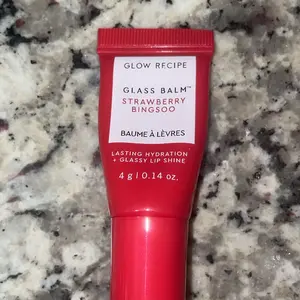 GLOW RECIPE
GLASS BALM™
STRAWBERRY
BINGSOO
BAUME À LÈVRES
LASTING HYDRATION
+ GLASSY LIP SHINE
4 g | 0.14 oz.